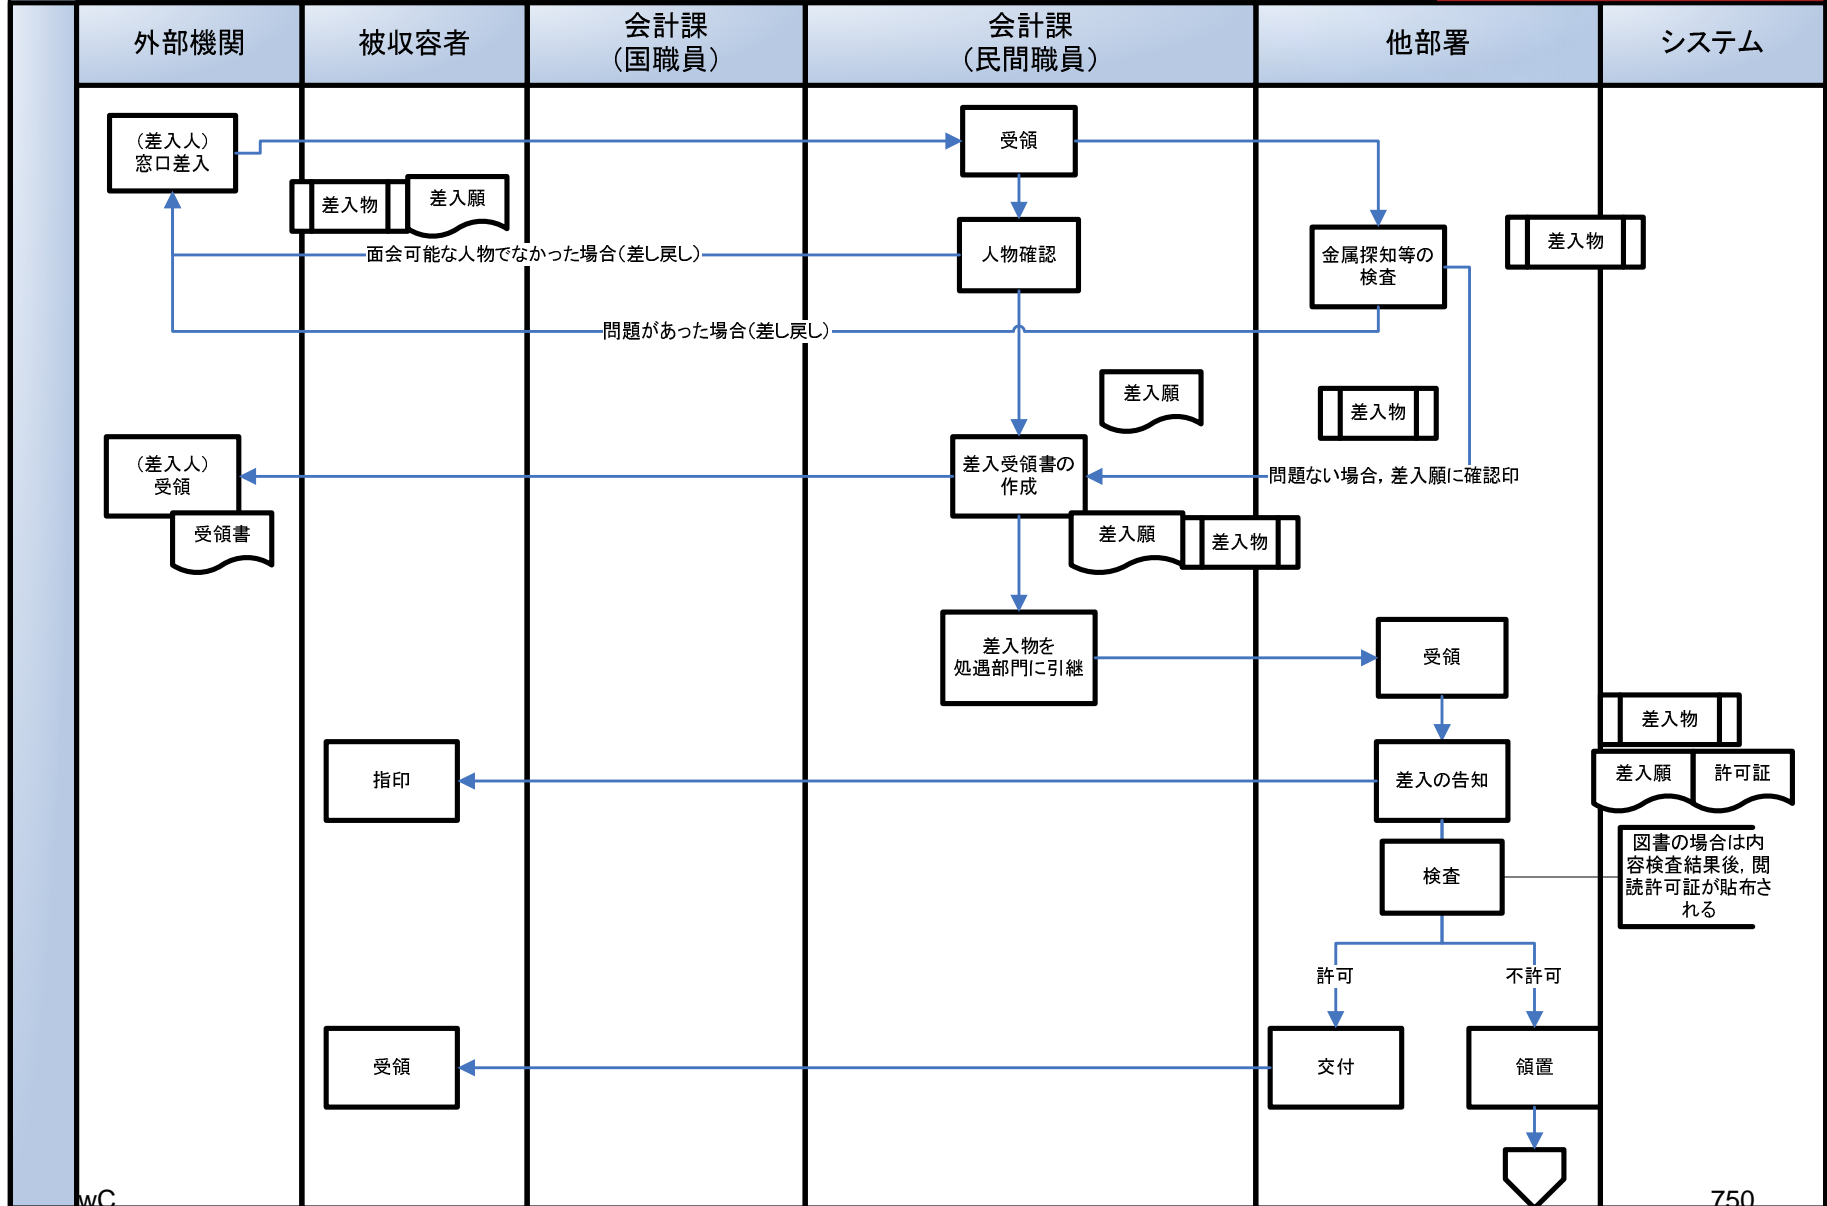 外部機関
被収容者
会計課
（国職員）
会計課
（民間職員）
他部署
システム
（差入人）
窓口差入
受領
差入物
差入願
面会可能な人物でなかった場合（差し戻し）
人物確認
金属探知等の
検査
差入物
問題があった場合（差し戻し）
差入願
差入物
（差入人）
受領
受領書
差入受領書の
作成
問題ない場合，差入願に確認印
差入願
差入物
差入物を
処遇部門に引継
受領
差入物
指印
差入の告知
差入願
許可証
検査
図書の場合は内
容検査結果後，閲
読許可証が貼布さ
れる
許可
不許可
受領
交付
領置
wC
750